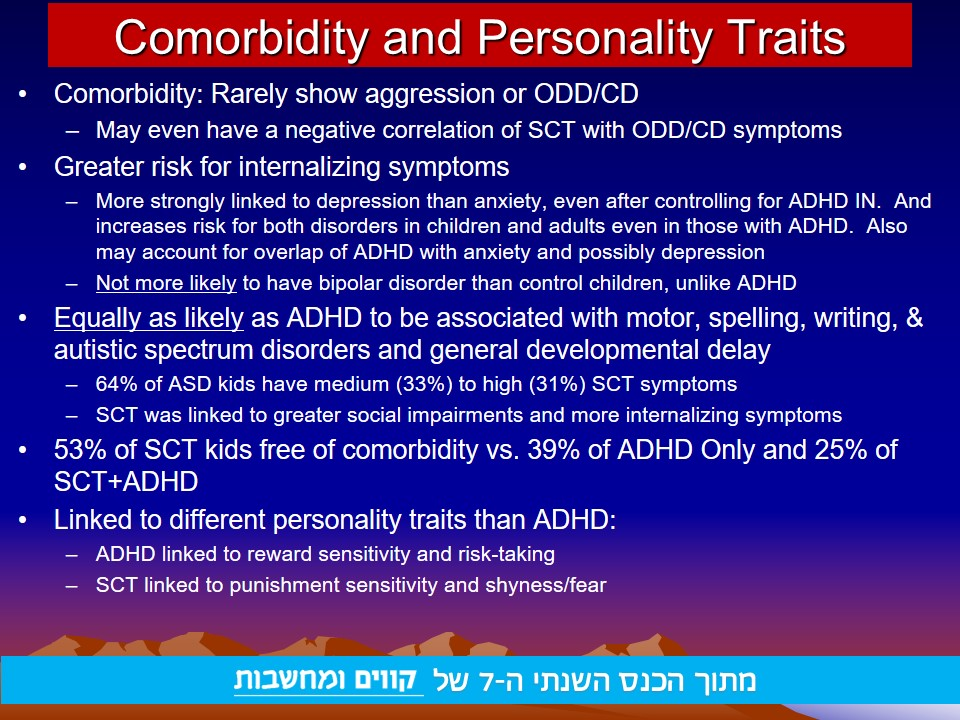 Comorbidity and Personality Traits
• Comorbidity: Rarely show aggression or ODD/CD
– May even have a negative correlation of SCT with ODD/CD symptoms
• Greater risk for internalizing symptoms
– More strongly linked to depression than anxiety, even after controlling for ADHD IN.  And
increases risk for both disorders in children and adults even in those with ADHD.  Also
may account for overlap of ADHD with anxiety and possibly depression
– Not more likely to have bipolar disorder than control children, unlike ADHD
• Equally as likely as ADHD to be associated with motor, spelling, writing, &
autistic spectrum disorders and general developmental delay
– 64% of ASD kids have medium (33%) to high (31%) SCT symptoms
– SCT was linked to greater social impairments and more internalizing symptoms
• 53% of SCT kids free of comorbidity vs. 39% of ADHD Only and 25% of
SCT+ADHD
• Linked to different personality traits than ADHD:
– ADHD linked to reward sensitivity and risk-taking
– SCT linked to punishment sensitivity and shyness/fear
מתוך הכנס השנתי ה-7 של קווים ומחשבות